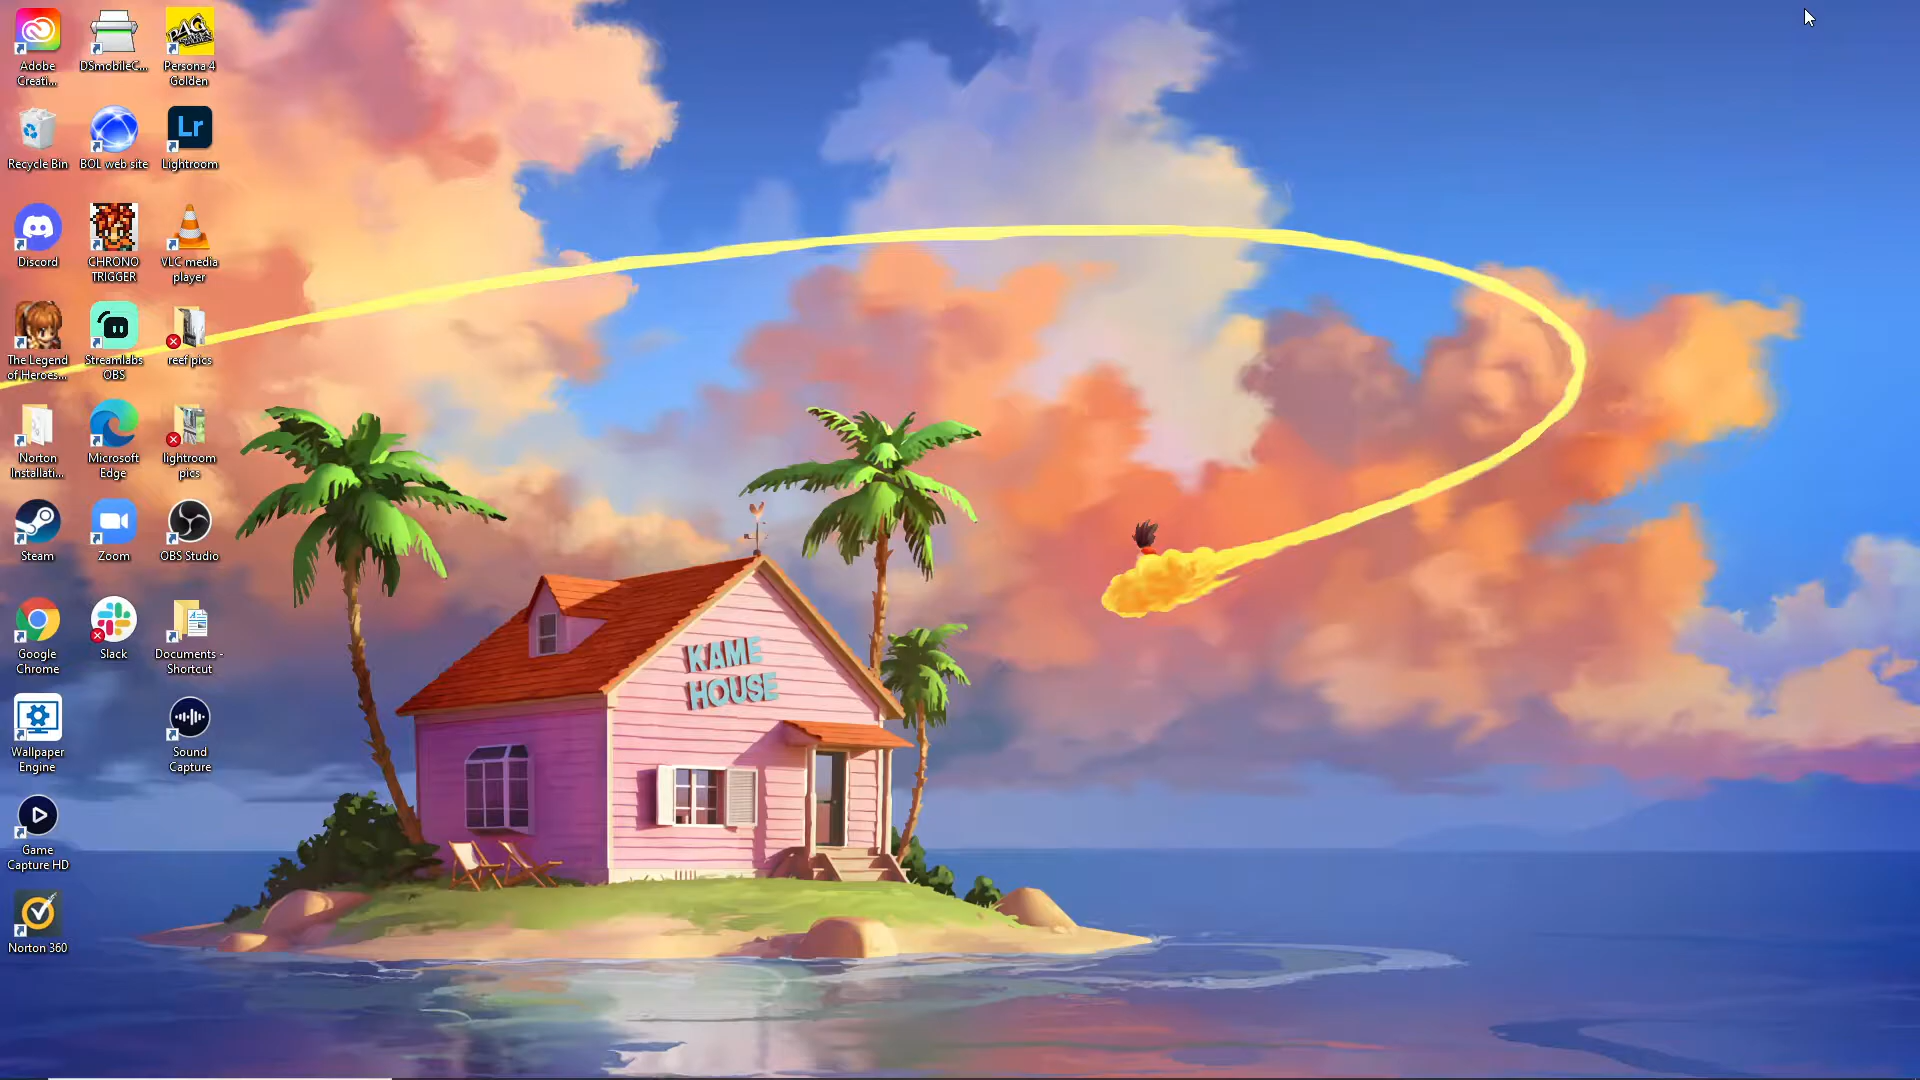 Adobe
Creati...
DSmobileC...
P4G
Persona 4
Golden
Recycle Bin
BOL web site
Lr
Lightroom
Discord
CHRONO
TRIGGER
VLC media
player
The Legend
of Heroes...
Streamlabs
OBS
reef pics
Norton
Installati...
Microsoft
Edge
lightroom
pics
Steam
Zoom
OBS Studio
Google
Chrome
Slack
Documents -
Shortcut
KAME
HOUSE
Wallpaper
Engine
Sound
Capture
Game
Capture HD
Norton 360